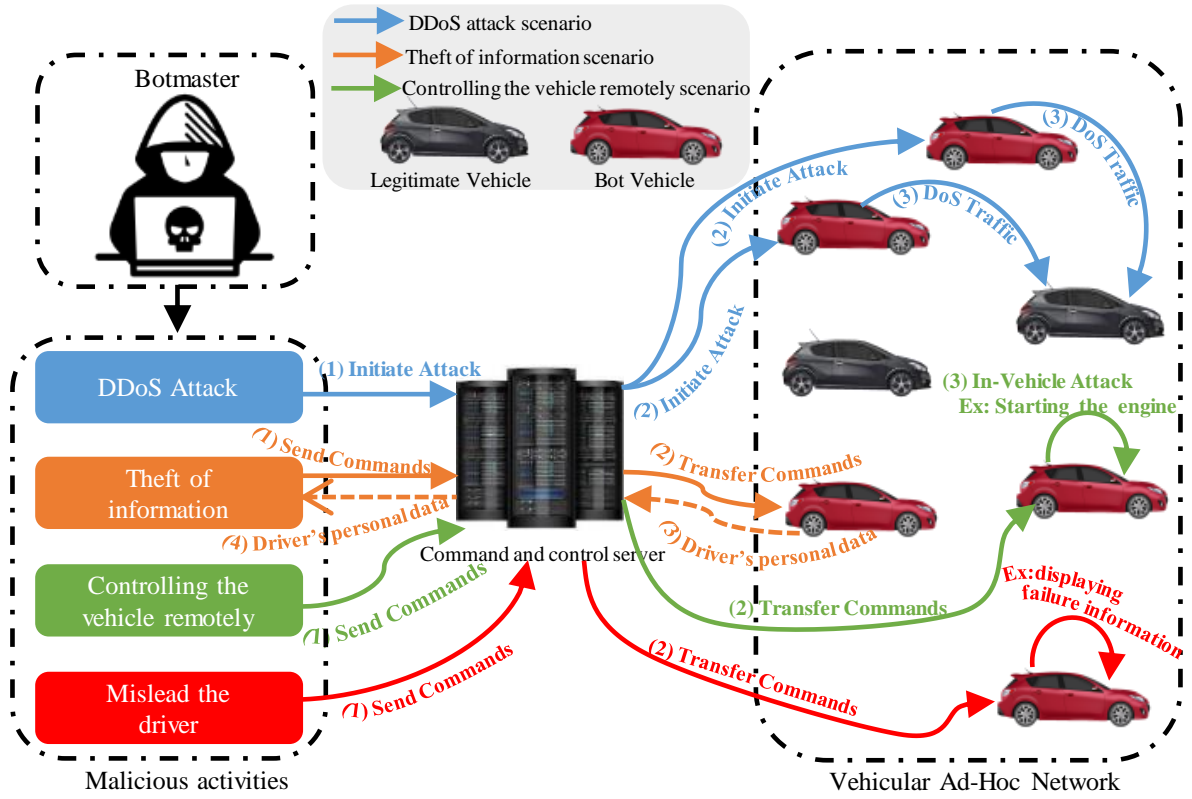 DDoS attack scenario
Theft of information scenario
Controlling the vehicle remotely scenario
Legitimate Vehicle
Bot Vehicle
Botmaster
DDoS Attack
Theft of
information
Controlling the
vehicle remotely
Mislead the
driver
Malicious activities
(1) Initiate Attack
(1) Send Commands
(4) Driver's personal data
(1) Send Commands
(1) Send Commands
Command and control server
(2) Initiate Attack
(2) Initiate Attack
(2) Transfer Commands
(3) Driver's personal data
(2) Transfer Commands
(2) Transfer Commands
(3) DoS Traffic
(3) DoS Traffic
(3) In-Vehicle Attack
Ex: Starting the engine
Ex:displaying
failure information
Vehicular Ad-Hoc Network